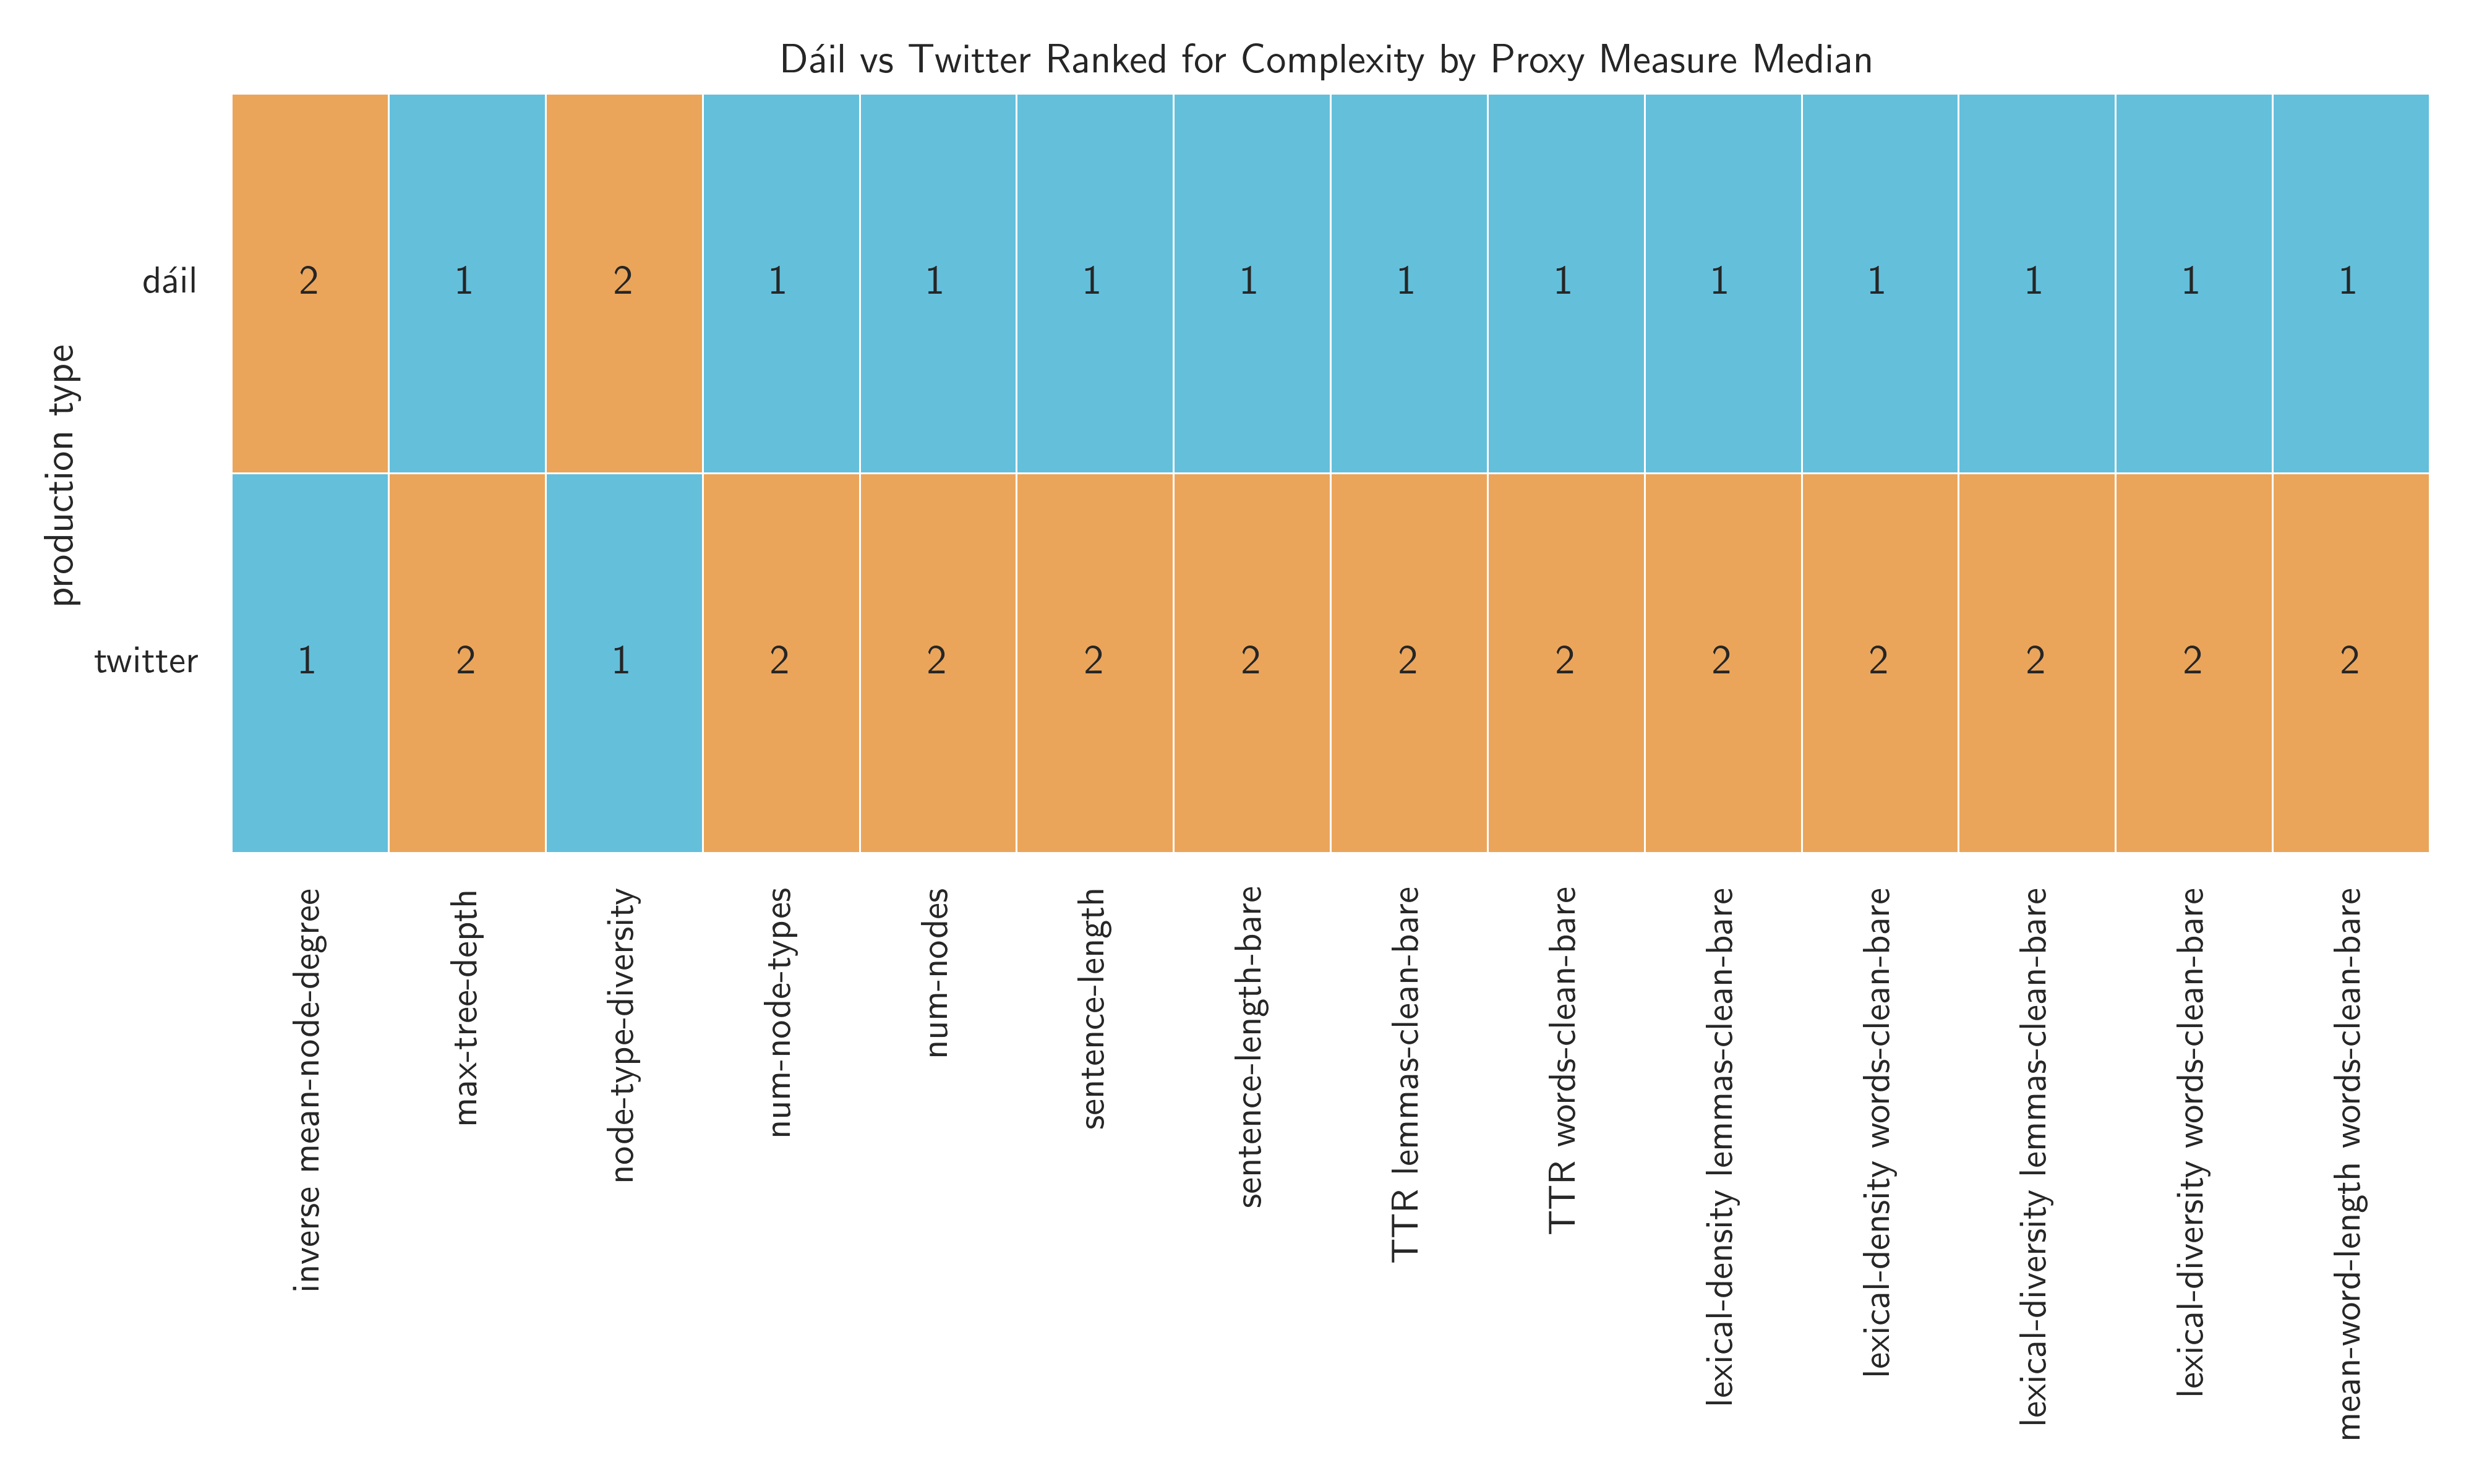 Dáil vs Twitter Ranked for Complexity by Proxy Measure Median
production type
dáil
2 1 2 1 1 1 1 1 1 1 1 1 1 1
twitter
1 2 1 2 2 2 2 2 2 2 2 2 2 2
inverse mean-node-degree
max-tree-depth
node-type-diversity
num-node-types
num-nodes
sentence-length
sentence-length-bare
TTR lemmas-clean-bare
TTR words-clean-bare
lexical-density lemmas-clean-bare
lexical-density words-clean-bare
lexical-diversity lemmas-clean-bare
lexical-diversity words-clean-bare
mean-word-length words-clean-bare